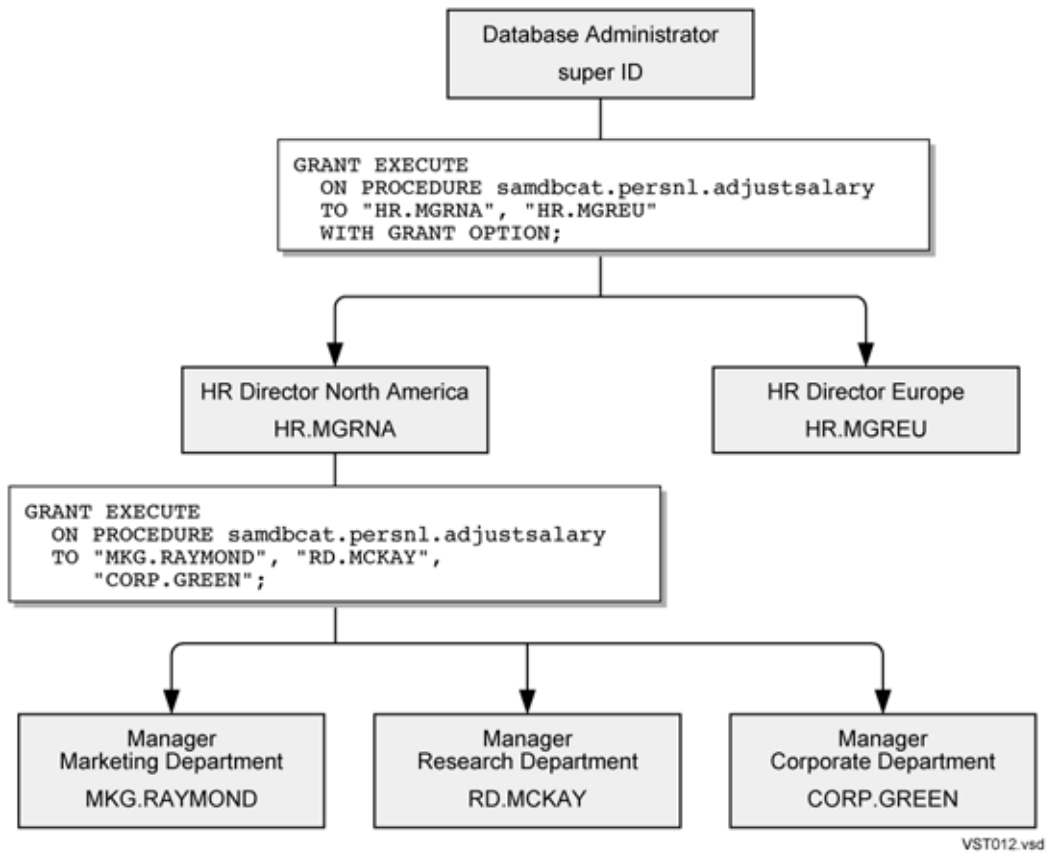 Database Administrator
super ID
GRANT EXECUTE
ON PROCEDURE samdbcat.persnl.adjustsalary
TO "HR.MGRNA", "HR.MGREU"
WITH GRANT OPTION;
HR Director North America
HR.MGRNA
HR Director Europe
HR.MGREU
GRANT EXECUTE
ON PROCEDURE samdbcat.persnl.adjustsalary
TO "MKG.RAYMOND", "RD.MCKAY",
"CORP.GREEN";
Manager
Marketing Department
MKG.RAYMOND
Manager
Research Department
RD.MCKAY
Manager
Corporate Department
CORP.GREEN
VST012.vsd